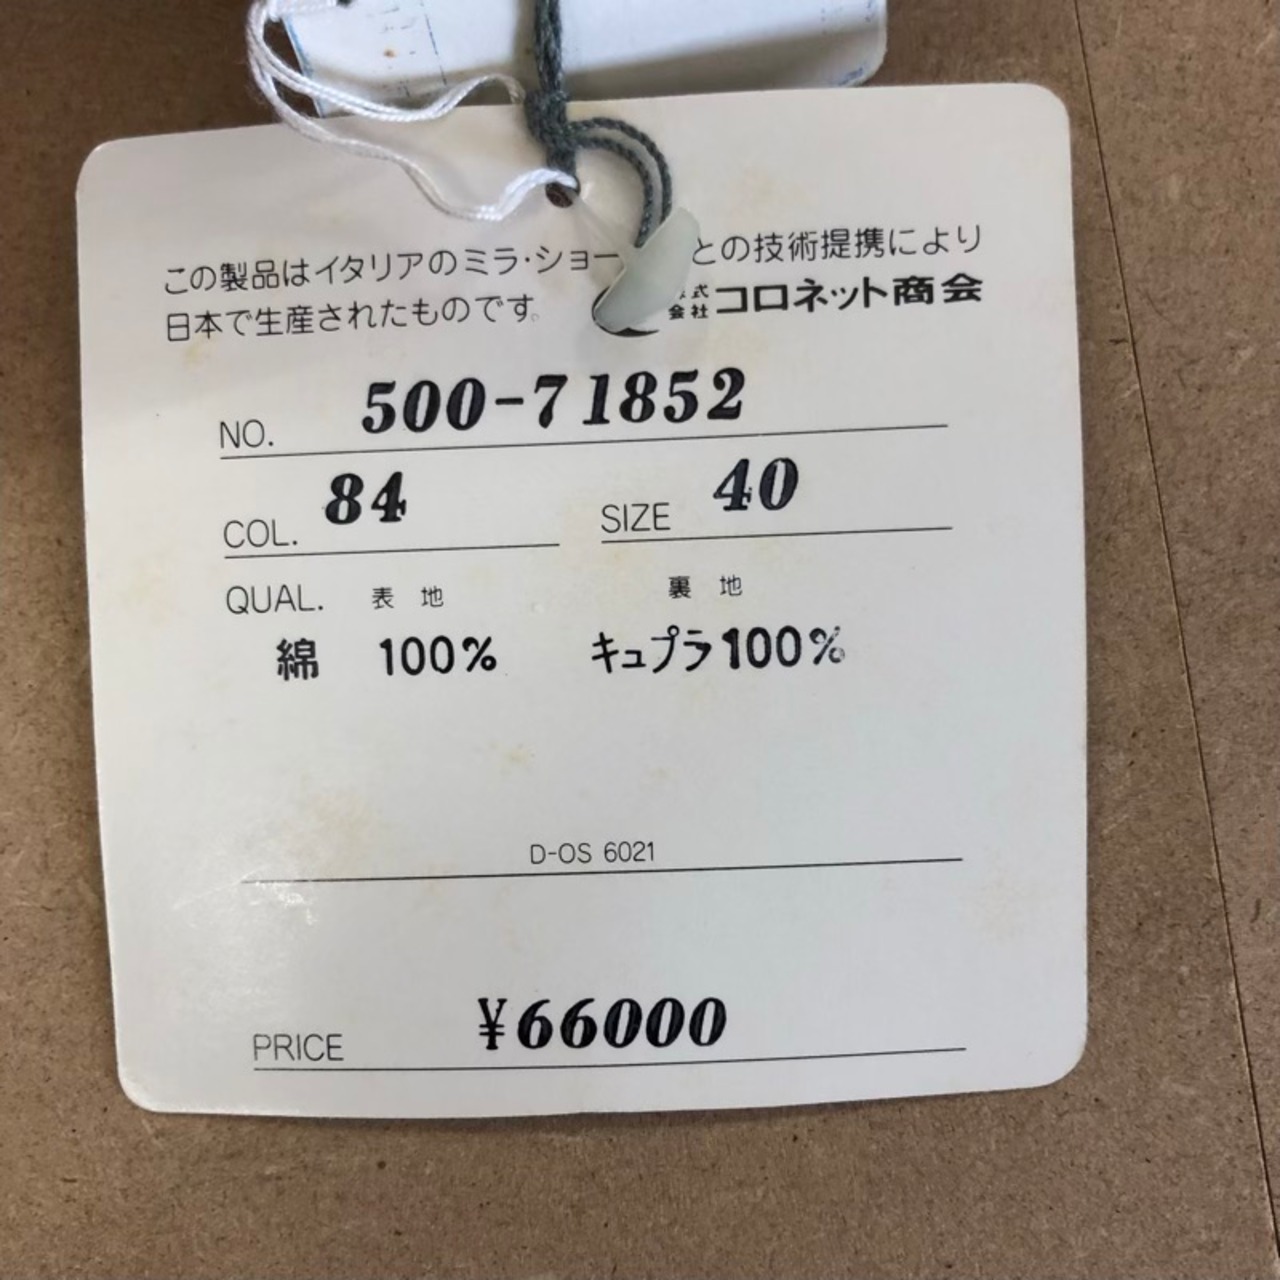 この製品はイタリアのミラ・ショー との技術提携により
日本で生産されたものです。 式会社コロネット商会
NO. 500-71852
COL. 84 SIZE 40
QUAL. 表地 裏地
綿 100% キュプラ100%
D-OS 6021
PRICE ¥66000